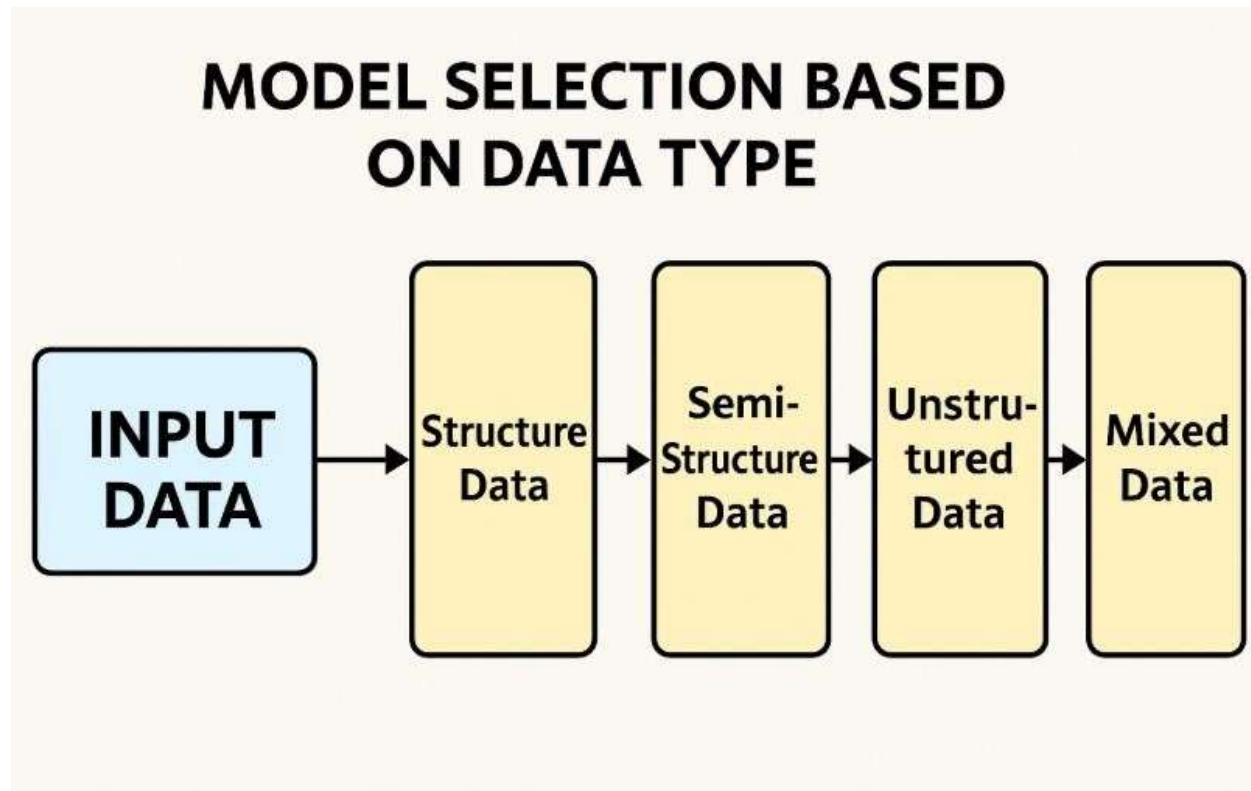 MODEL SELECTION BASED
ON DATA TYPE
INPUT
DATA
Structure
Data
Semi-
Structure
Data
Unstru-
tured
Data
Mixed
Data